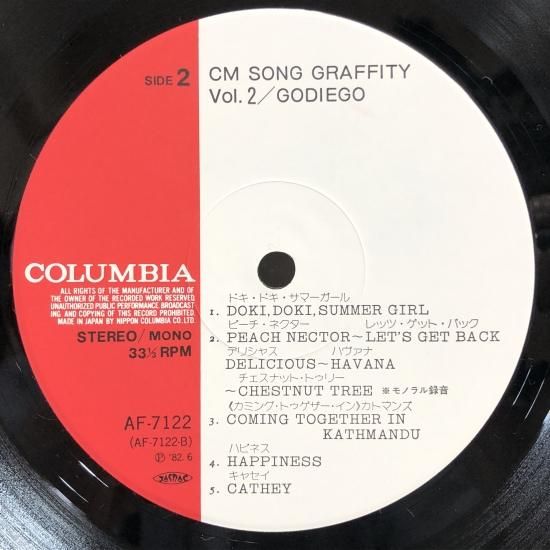 SIDE 2
CM SONG GRAFFITY
Vol. 2／GODIEGO
COLUMBIA
ALL RIGHTS OF THE MANUFACTURER AND OF
THE OWNER OF THE RECORDED WORK RESERVED.
UNAUTHORIZED PUBLIC PERFORMANCE BROADCAST
ING AND COPYING OF THIS RECORD PROHIBITED.
MADE IN JAPAN BY NIPPON COLUMBIA CO.LTD.
STEREO/MONO
33⅓ RPM
AF-7122
(AF-7122-B)
Ⓟ '82.6
JASRAC
ドキ・ドキ・サマーガール
1. DOKI,DOKI,SUMMER GIRL
ピーチ・ネクター レッツ・ゲット・バック
2. PEACH NECTOR～LET'S GET BACK
デリシャス ハヴァナ
DELICIOUS～HAVANA
チェスナット・トゥリー
～CHESTNUT TREE ※モノラル録音
《カミング・トゥゲザー・イン》カトマンズ
3. COMING TOGETHER IN
KATHMANDU
ハピネス
4. HAPPINESS
キャセイ
5. CATHEY